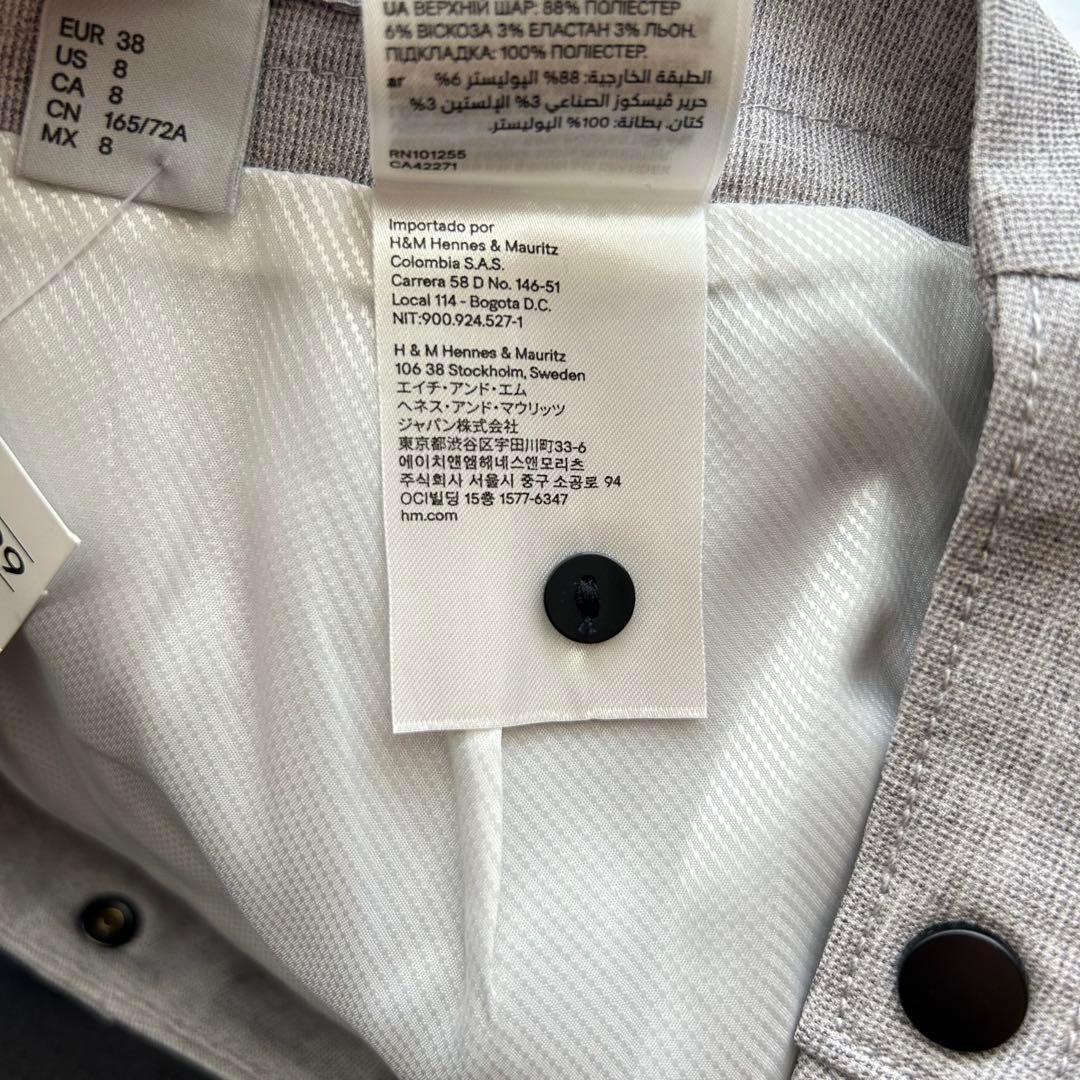 EUR 38
US 8
CA 8
CN 165/72A
MX 8
UA ВЕРХНІЙ ШАР: 88% ПОЛІЕСТЕР
6% ВІСКОЗА 3% ЕЛАСТАН 3% ЛЬОН.
ПІДКЛАДКА: 100% ПОЛІЕСТЕР.
ar الطبقة الخارجية: 88% البوليستر 6%
حرير فيسكوز الصناعي 3% الإلستين 3%
كتان. بطانة: 100% البوليستر.
RN101255
CA42271
Importado por
H&M Hennes & Mauritz
Colombia S.A.S.
Carrera 58 D No. 146-51
Local 114 - Bogota D.C.
NIT:900.924.527-1
H & M Hennes & Mauritz
106 38 Stockholm, Sweden
エイチ・アンド・エム
ヘネス・アンド・マウリッツ
ジャパン株式会社
東京都渋谷区宇田川町33-6
에이치앤엠헤네스앤모리츠
주식회사 서울시 중구 소공로 94
OCI빌딩 15층 1577-6347
hm.com